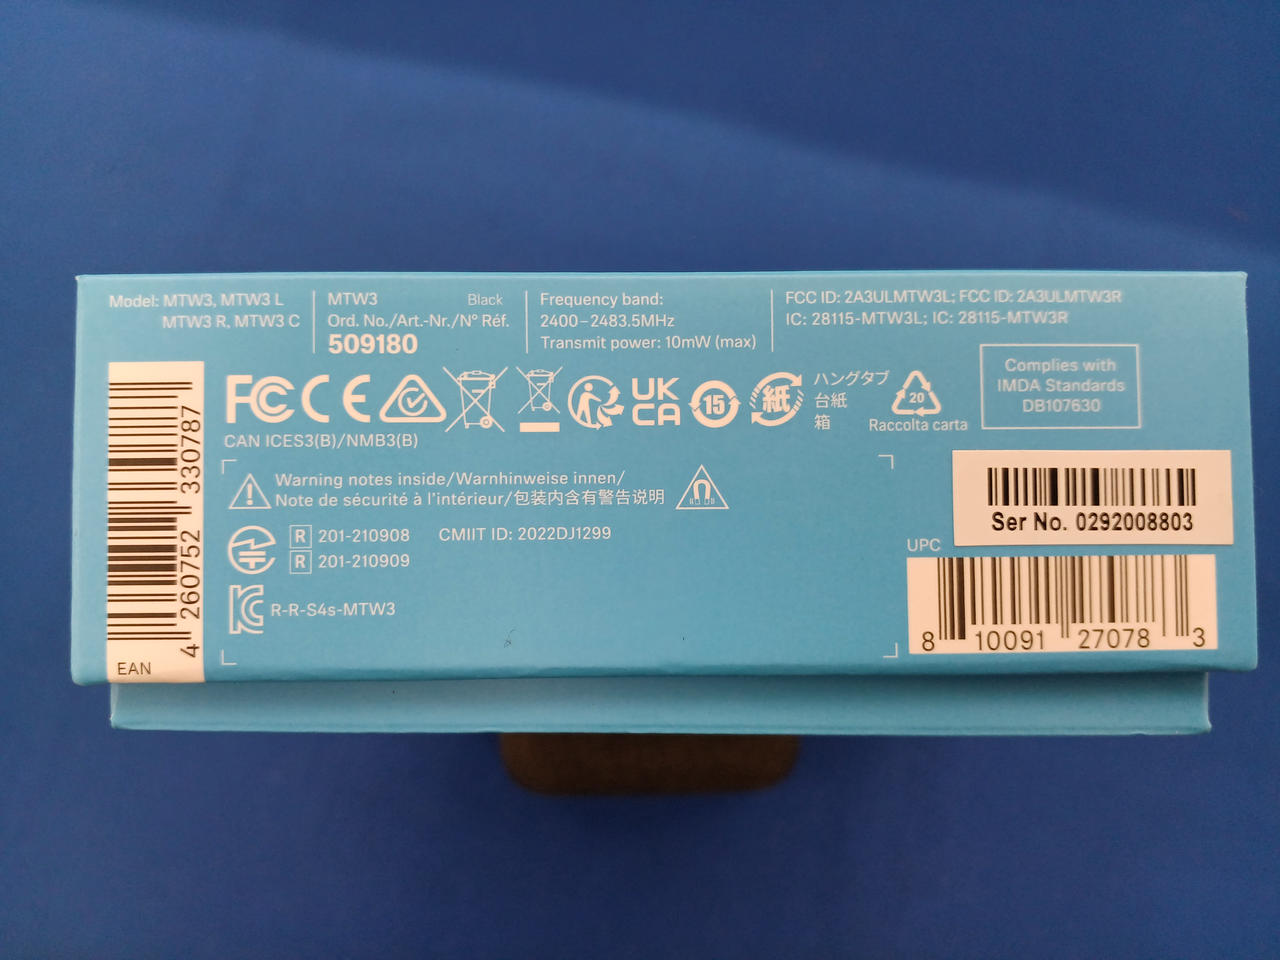 Model: MTW3, MTW3 L
MTW3 R, MTW3 C
MTW3 Black
Ord. No./Art.-Nr./N° Réf.
509180
Frequency band:
2400–2483.5MHz
Transmit power: 10mW (max)
FCC ID: 2A3ULMTW3L; FCC ID: 2A3ULMTW3R
IC: 28115-MTW3L; IC: 28115-MTW3R
FC CE
UK
CA
15
紙
ハングタブ
台紙
箱
20
Raccolta carta
Complies with
IMDA Standards
DB107630
CAN ICES3(B)/NMB3(B)
Warning notes inside/Warnhinweise innen/
Note de sécurité à l'intérieur/包装内含有警告说明
R 201-210908 CMIIT ID: 2022DJ1299
R 201-210909
R-R-S4s-MTW3
4 260752 330787
EAN
Ser No. 0292008803
UPC
8 10091 27078 3